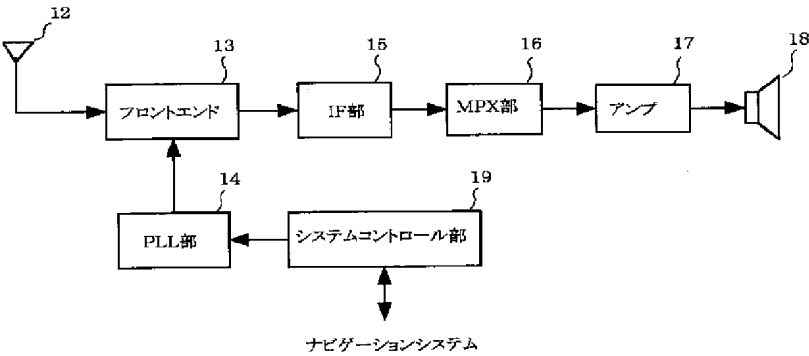 12
13
15
16
17
18
フロントエンド
IF部
MPX部
アンプ
14
19
PLL部
システムコントロール部
ナビゲーションシステム